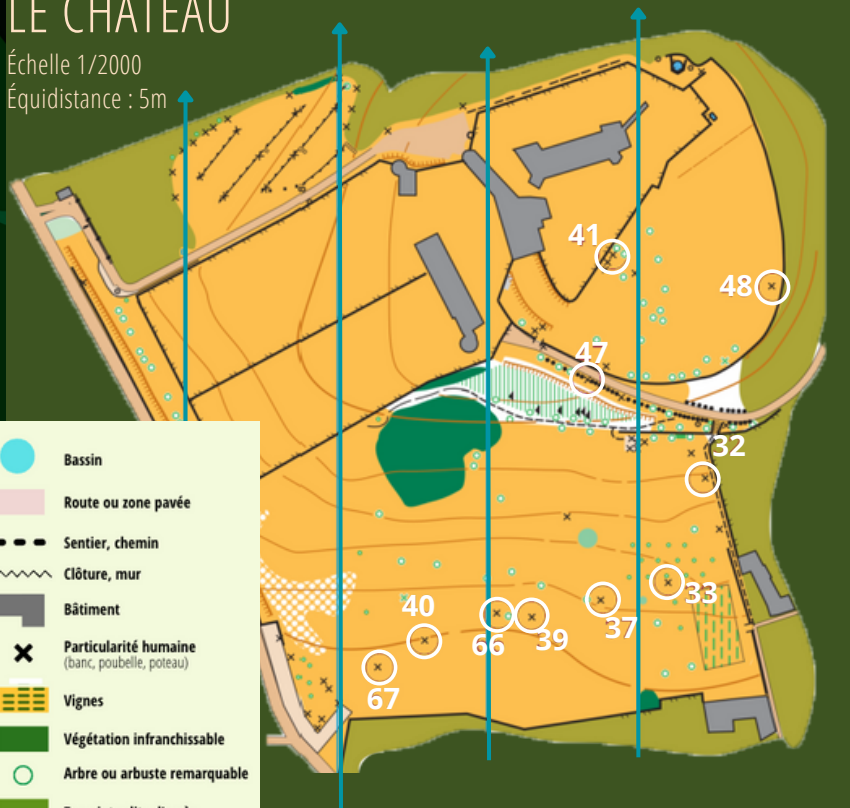 LE CHATEAU
Échelle 1/2000
Équidistance : 5m
41
48
47
32
33
40
37
66
39
67
Bassin
Route ou zone pavée
Sentier, chemin
Clôture, mur
Bâtiment
Particularité humaine
(banc, poubelle, poteau)
Vignes
Végétation infranchissable
Arbre ou arbuste remarquable